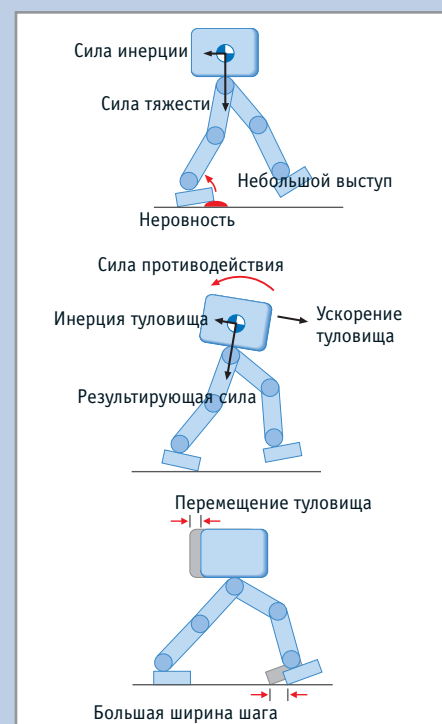 Сила инерции
Сила тяжести
Небольшой выступ
Неровность
Сила противодействия
Инерция туловища
Ускорение
туловища
Результирующая сила
Перемещение туловища
Большая ширина шага